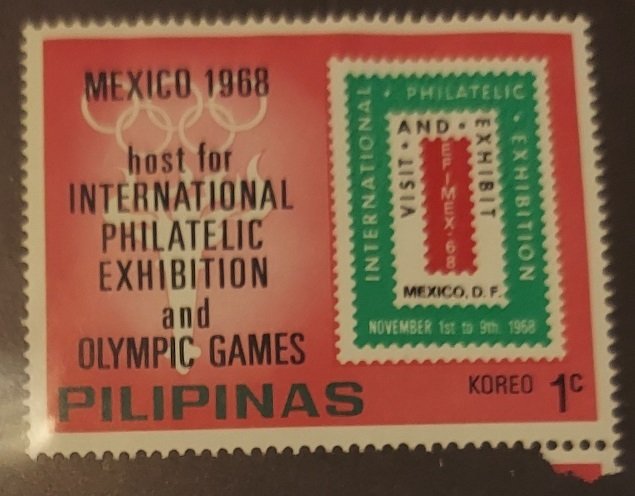 MEXICO 1968
host for
INTERNATIONAL
PHILATELIC
EXHIBITION
and
OLYMPIC GAMES
PILIPINAS
INTERNATIONAL • PHILATELIC • EXHIBITION
VISIT • AND • EXHIBIT
EFIMEX-68
MEXICO, D. F.
NOVEMBER 1st to 9th, 1968
KOREO 1c